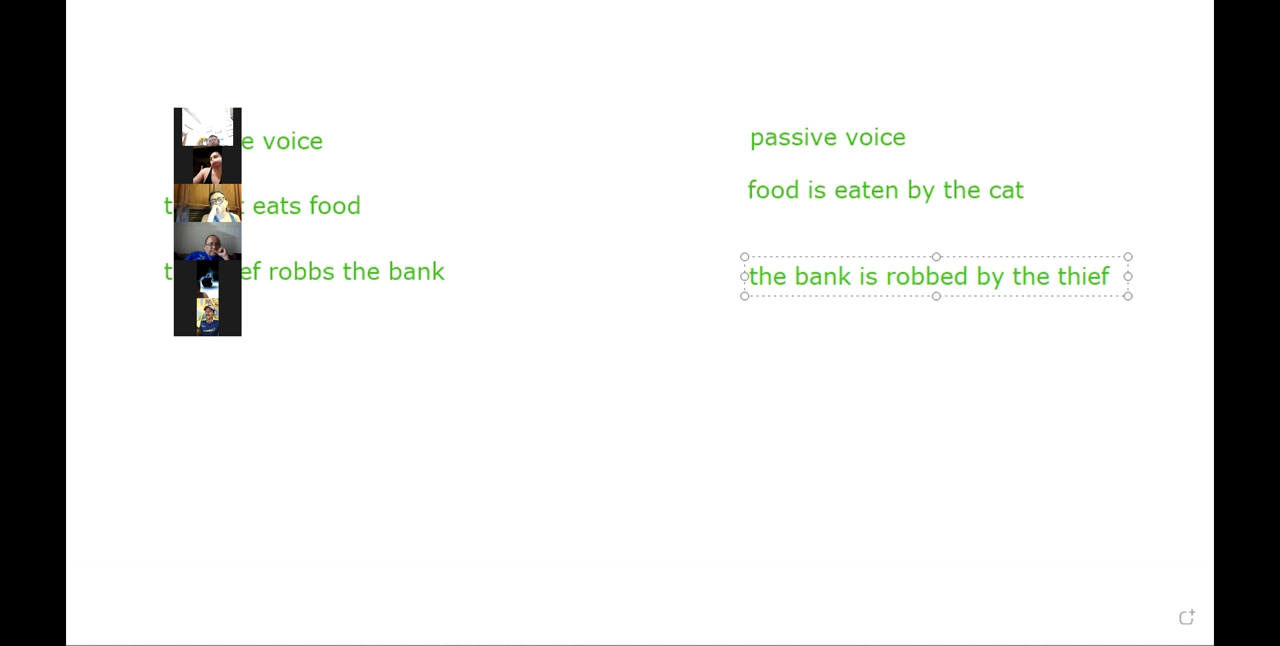 voice
eats food
robbs the bank
passive voice
food is eaten by the cat
the bank is robbed by the thief